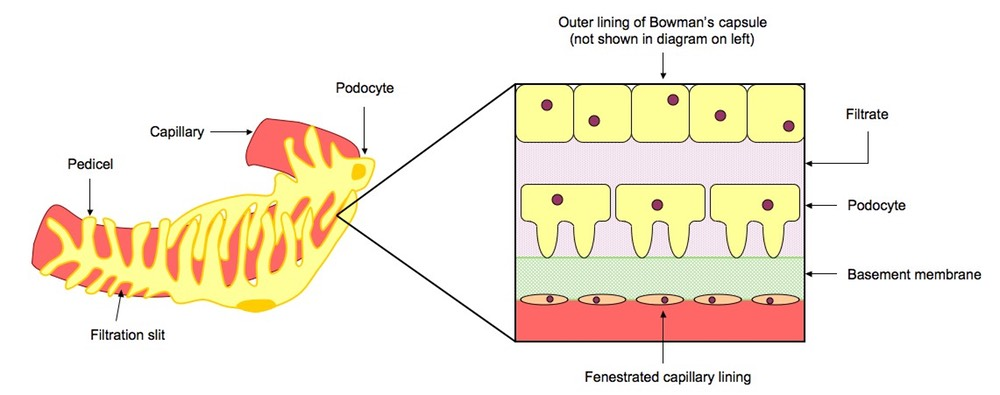 Outer lining of Bowman's capsule
(not shown in diagram on left)
Podocyte
Capillary
Pedicel
Filtration slit
Filtrate
Podocyte
Basement membrane
Fenestrated capillary lining